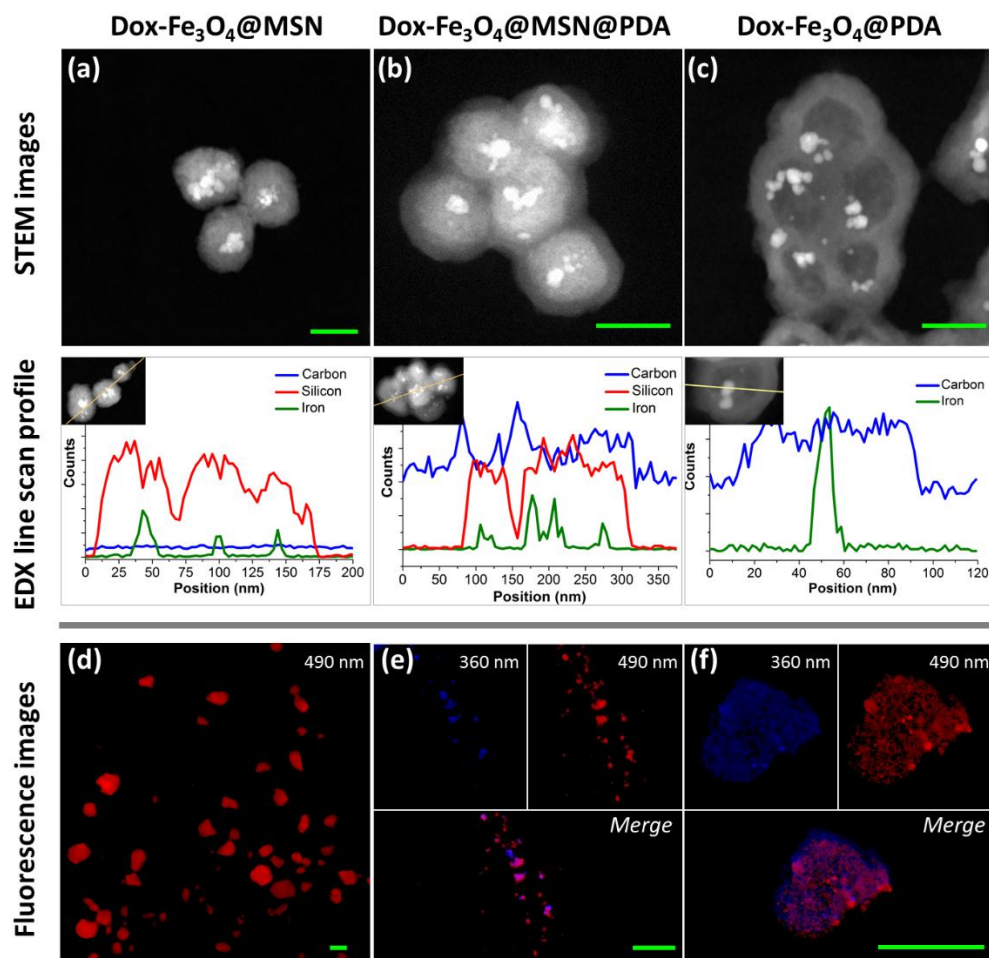 Dox-Fe₃O₄@MSN
Dox-Fe₃O₄@MSN@PDA
Dox-Fe₃O₄@PDA
STEM images
(a)
(b)
(c)
EDX line scan profile
Counts
Carbon
Silicon
Iron
0 25 50 75 100 125 150 175 200
Position (nm)
Counts
Carbon
Silicon
Iron
0 50 100 150 200 250 300 350
Position (nm)
Counts
Carbon
Iron
0 20 40 60 80 100 120
Position (nm)
Fluorescence images
(d)
490 nm
(e)
360 nm
490 nm
Merge
(f)
360 nm
490 nm
Merge